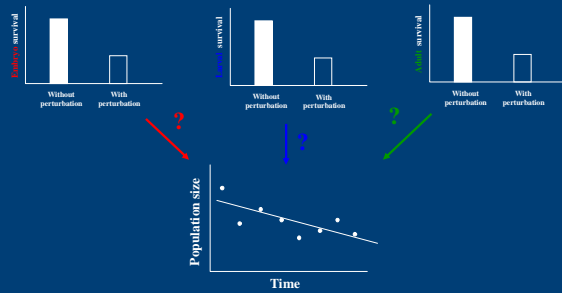 Embryo survival
Without
perturbation
With
perturbation
Larval survival
Without
perturbation
With
perturbation
Adult survival
Without
perturbation
With
perturbation
?
?
?
Population size
Time